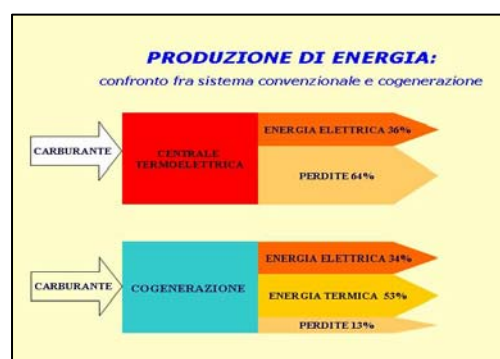 PRODUZIONE DI ENERGIA:
confronto fra sistema convenzionale e cogenerazione
CARBURANTE
CENTRALE
TERMOELETTRICA
ENERGIA ELETTRICA 36%
PERDITE 64%
CARBURANTE
COGENERAZIONE
ENERGIA ELETTRICA 34%
ENERGIA TERMICA 53%
PERDITE 13%